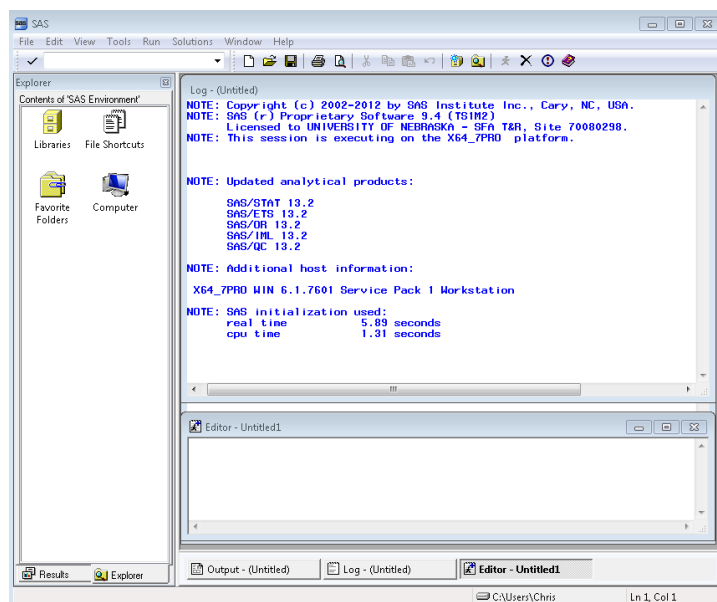 SAS
File Edit View Tools Run Solutions Window Help
Explorer
Contents of 'SAS Environment'
Libraries
File Shortcuts
Favorite Folders
Computer
Log - (Untitled)
NOTE: Copyright (c) 2002-2012 by SAS Institute Inc., Cary, NC, USA.
NOTE: SAS (r) Proprietary Software 9.4 (TS1M2)
Licensed to UNIVERSITY OF NEBRASKA - SFA T&R, Site 70080298.
NOTE: This session is executing on the X64_7PRO platform.
NOTE: Updated analytical products:
SAS/STAT 13.2
SAS/ETS 13.2
SAS/OR 13.2
SAS/IML 13.2
SAS/QC 13.2
NOTE: Additional host information:
X64_7PRO WIN 6.1.7601 Service Pack 1 Workstation
NOTE: SAS initialization used:
real time 5.89 seconds
cpu time 1.31 seconds
Editor - Untitled1
Results
Explorer
Output - (Untitled)
Log - (Untitled)
Editor - Untitled1
C:\Users\Chris
Ln 1, Col 1